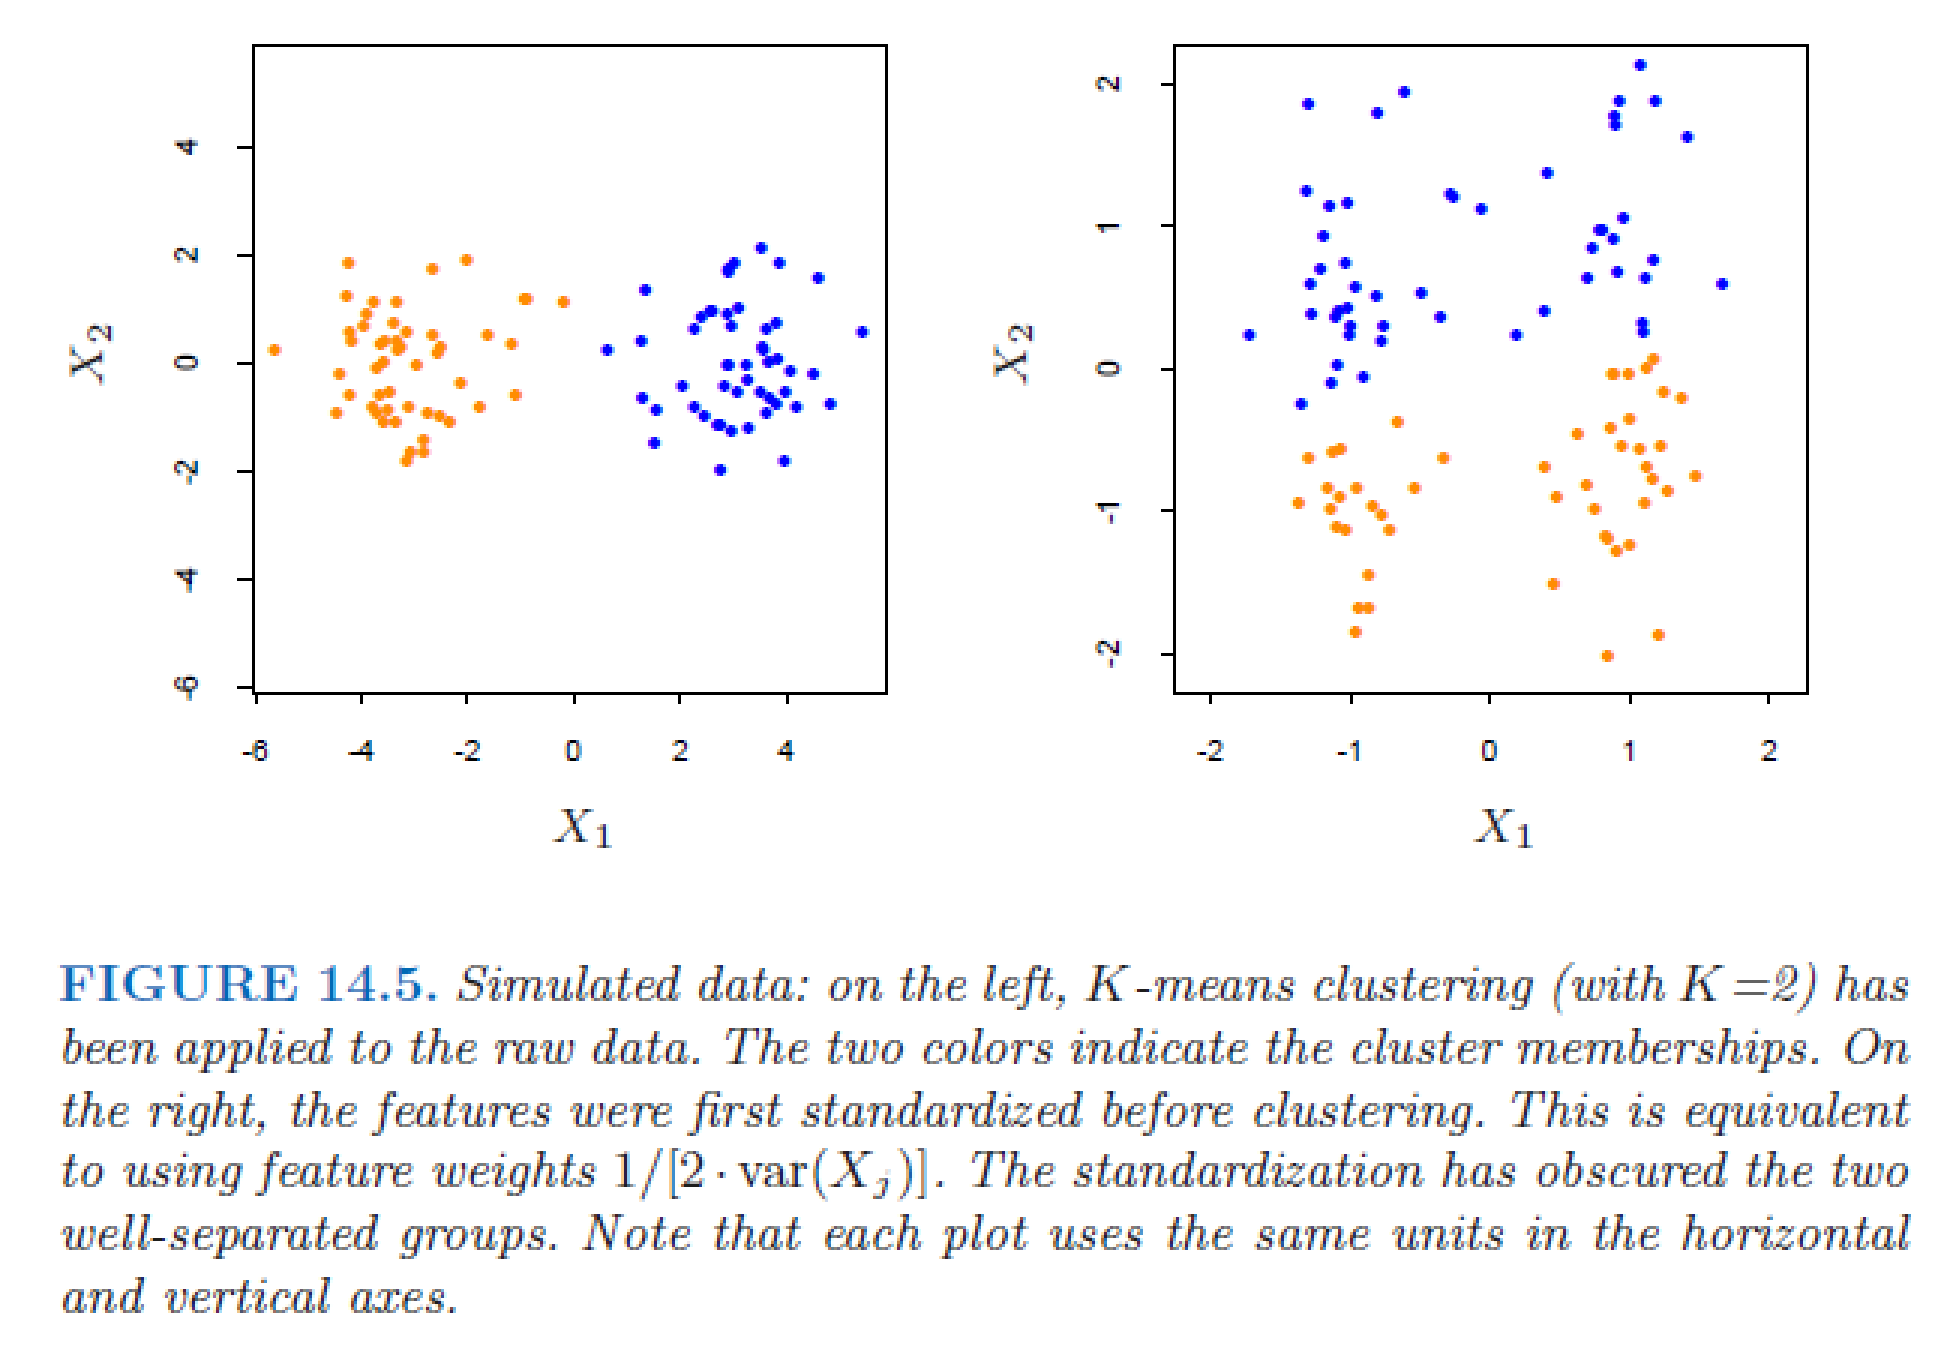 4
2
0
-2
-4
-6
X2
-6 -4 -2 0 2 4
X1
2
1
0
-1
-2
X2
-2 -1 0 1 2
X1
FIGURE 14.5. Simulated data: on the left, K-means clustering (with K=2) has
been applied to the raw data. The two colors indicate the cluster memberships. On
the right, the features were first standardized before clustering. This is equivalent
to using feature weights 1/[2 · var(Xj)]. The standardization has obscured the two
well-separated groups. Note that each plot uses the same units in the horizontal
and vertical axes.